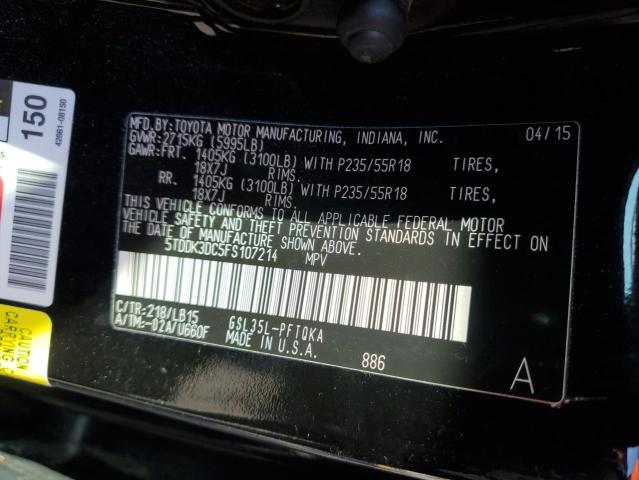 150
42661-08150
MFD.BY:TOYOTA MOTOR MANUFACTURING, INDIANA, INC. 04/15
GVWR:2715KG (5995LB)
GAWR:FRT. 1405KG (3100LB) WITH P235/55R18 TIRES,
18X7J RIMS.
RR. 1405KG (3100LB) WITH P235/55R18 TIRES,
18X7J RIMS.
THIS VEHICLE CONFORMS TO ALL APPLICABLE FEDERAL MOTOR
VEHICLE SAFETY AND THEFT PREVENTION STANDARDS IN EFFECT ON
THE DATE OF MANUFACTURE SHOWN ABOVE.
5TDDK3DC5FS107214 MPV
C/TR:218/LB15 GSL35L-PFTQKA
A/TM:-02A/U660F MADE IN U.S.A. 886
A